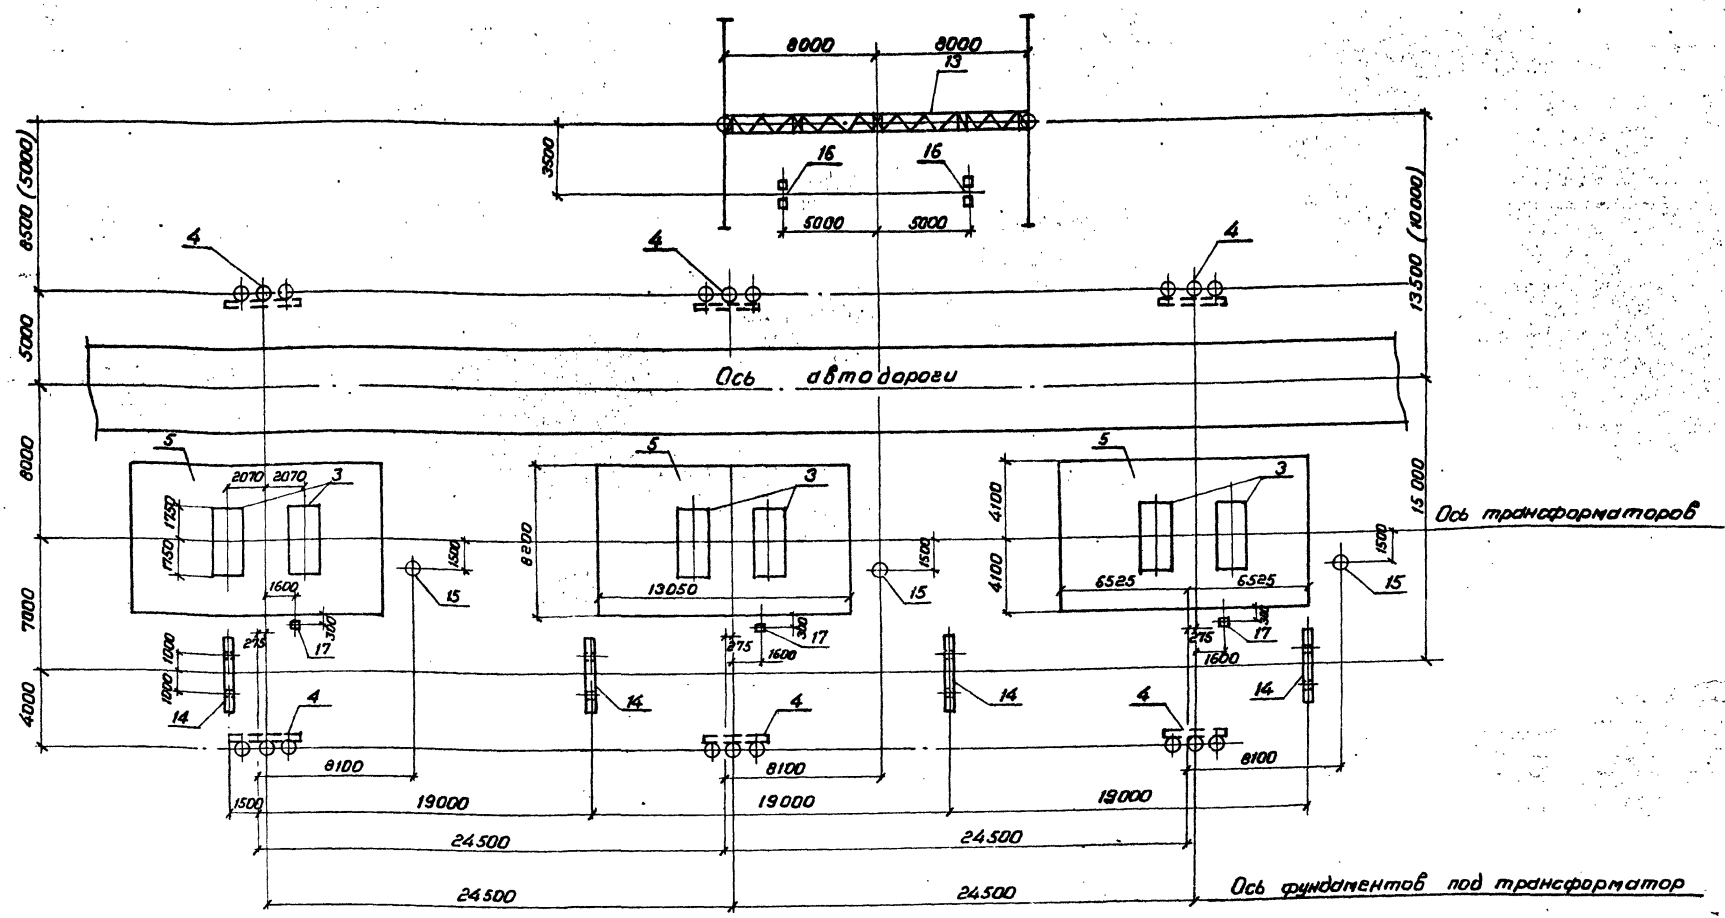 8000 8000
13
3500
16 16
8500 (5000)
13500 (10000)
5000 5000
4 4 4
5000
Ось автодороги
5 5 5
8000
2070 2070 3 3 3
1750
1750
8200
4100
4100
15000
Ось трансформаторов
1500 1500 1500
1600
15 15 15
13050
6525 6525
7000
300 300 300
275 275 275
17 17 17
1600 1600
1000
1000
4000
14 14 14 14
4 4 4
8100 8100 8100
1500 19000 19000 19000
24500 24500
24500 24500
Ось фундаментов под трансформатор